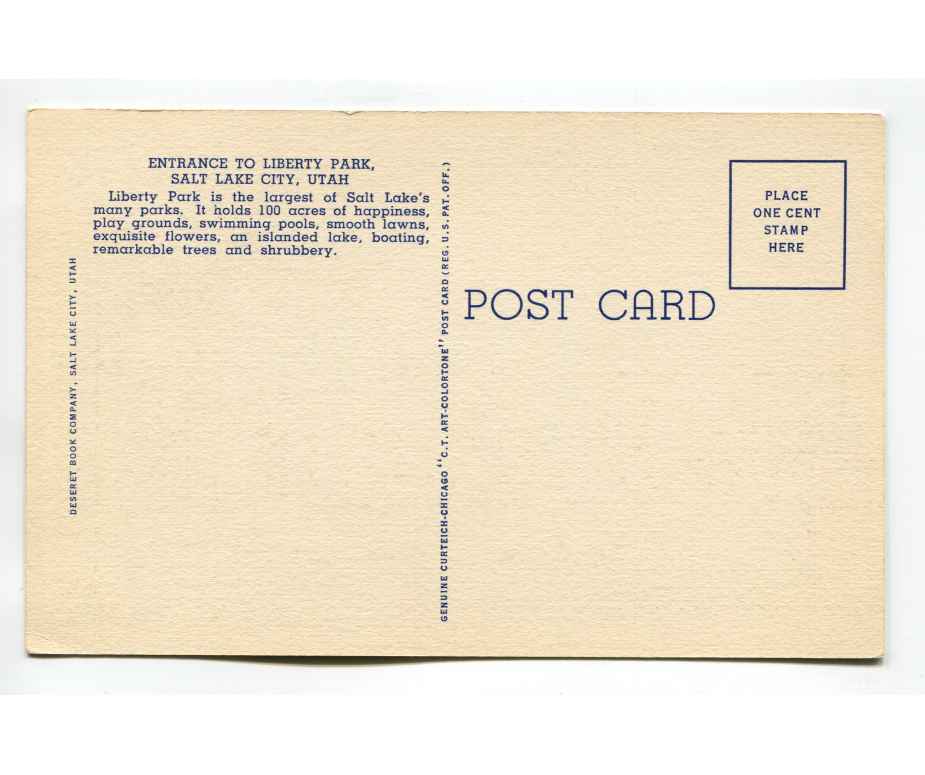 ENTRANCE TO LIBERTY PARK,
SALT LAKE CITY, UTAH
Liberty Park is the largest of Salt Lake's
many parks. It holds 100 acres of happiness,
play grounds, swimming pools, smooth lawns,
exquisite flowers, an islanded lake, boating,
remarkable trees and shrubbery.
DESERET BOOK COMPANY, SALT LAKE CITY, UTAH
GENUINE CURTEICH-CHICAGO "C.T. ART-COLORTONE" POST CARD (REG. U.S. PAT. OFF.)
POST CARD
PLACE
ONE CENT
STAMP
HERE